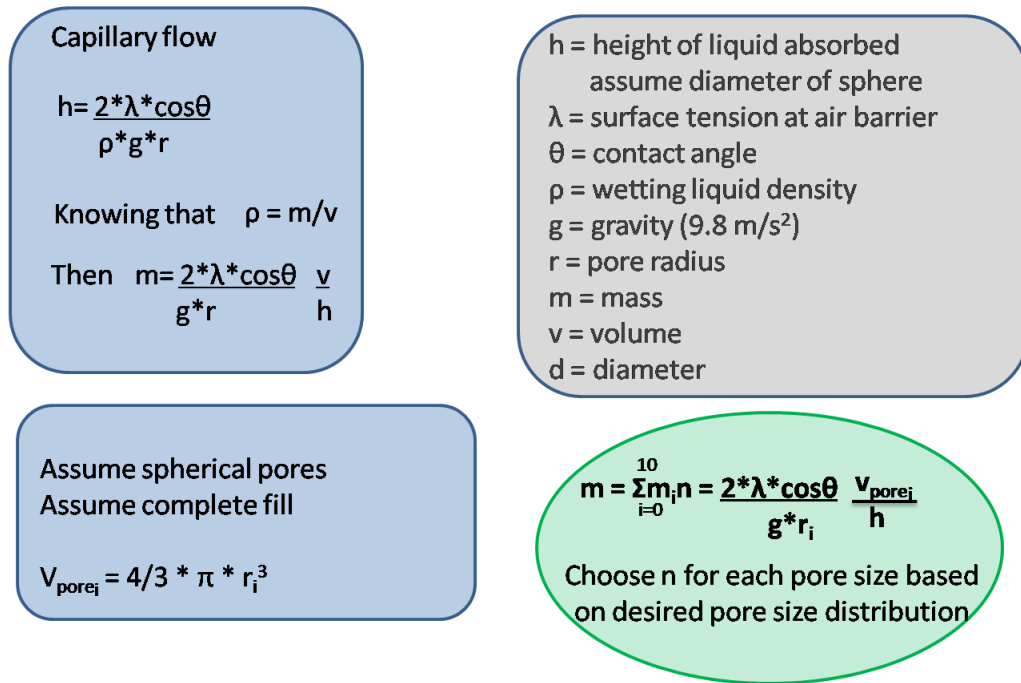 Capillary flow
h= 2*λ*cosθ
ρ*g*r
Knowing that ρ = m/v
Then m= 2*λ*cosθ v
g*r h
h = height of liquid absorbed
assume diameter of sphere
λ = surface tension at air barrier
θ = contact angle
ρ = wetting liquid density
g = gravity (9.8 m/s²)
r = pore radius
m = mass
v = volume
d = diameter
Assume spherical pores
Assume complete fill
Vporeᵢ = 4/3 * π * rᵢ³
10
m = Σmᵢn = 2*λ*cosθ vporeᵢ
i=0 g*rᵢ h
Choose n for each pore size based
on desired pore size distribution